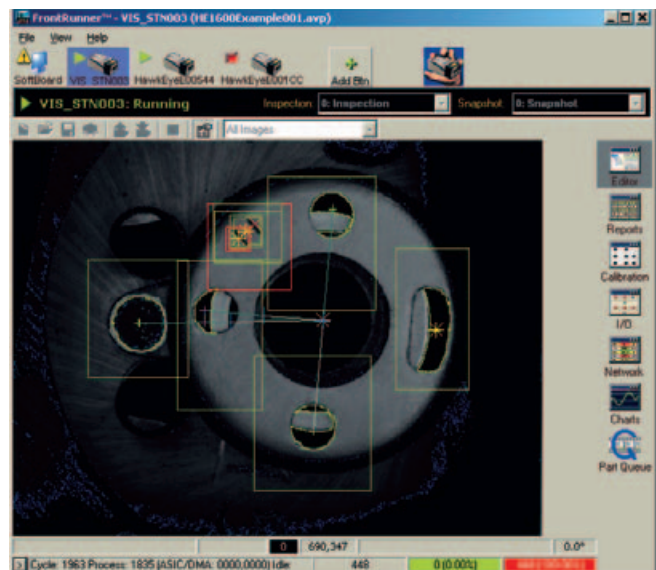 FrontRunner™ - VIS_STN003 (HE1600Example001.avp)
File View Help
SoftBoard VIS_STN003 HawkEyeL00544 HawkEyeL001CC Add Btn
VIS_STN003: Running Inspection 0: Inspection Snapshot 0: Snapshot
All Images
Editor
Reports
Calibration
I/O
Network
Charts
Part Queue
0 690,347 0.0°
Cycle: 1963 Process: 1835 (ASIC/DMA: 0000,0000) Idle: 448 0 (0.00%)